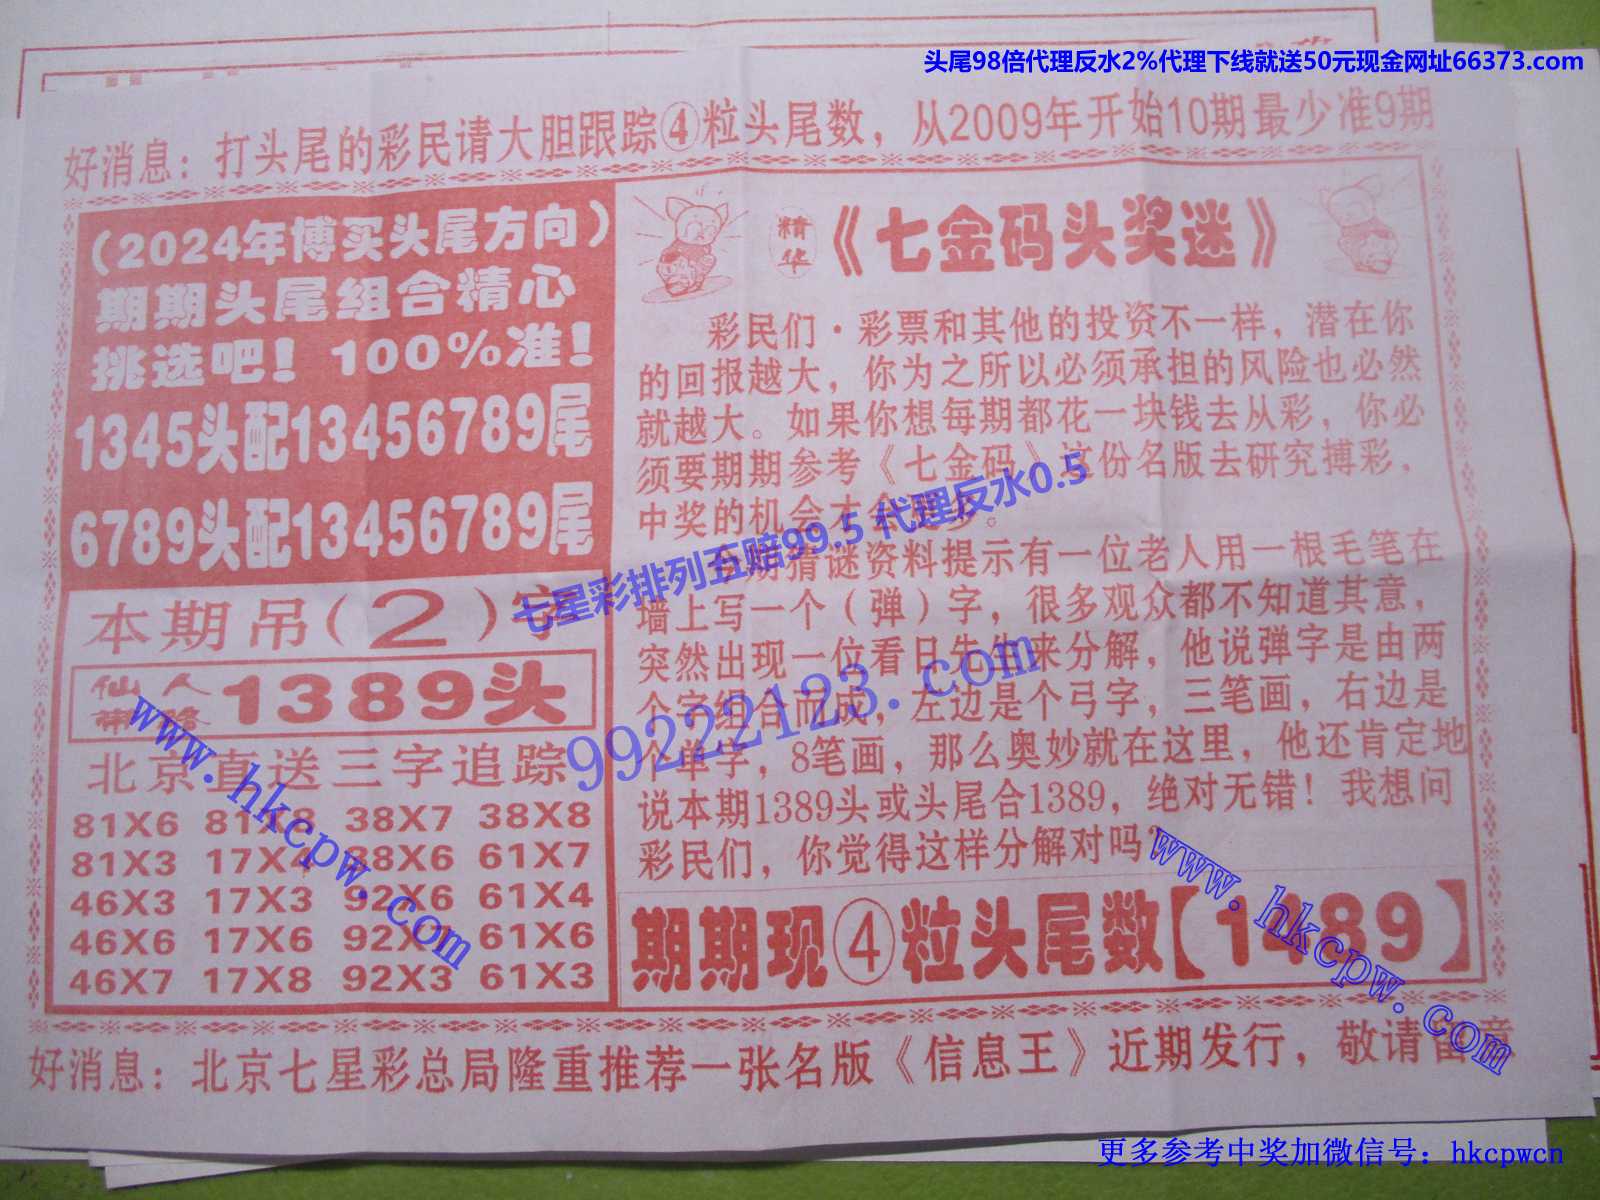 头尾98倍代理反水2%代理下线就送50元现金网址66373.com
好消息：打头尾的彩民请大胆跟踪④粒头尾数，从2009年开始10期最少准9期
（2024年博买头尾方向）
期期头尾组合精心
挑选吧！100%准！
1345头配13456789尾
6789头配13456789尾
本期吊(2)字
仙人 1389头
北京直送三字追踪
81X6 81X8 38X7 38X8
81X3 17X4 38X6 61X7
46X3 17X3 92X6 61X4
46X6 17X6 92X7 61X6
46X7 17X8 92X3 61X3
精华《七金码头奖迷》
彩民们·彩票和其他的投资不一样，潜在你
的回报越大，你为之所以必须承担的风险也必然
就越大。如果你想每期都花一块钱去从彩，你必
须要期期参考《七金码》这份名版去研究搏彩，
中奖的机会才会更多。
今期猜谜资料提示有一位老人用一根毛笔在
墙上写一个（弹）字，很多观众都不知道其意，
突然出现一位看日先生来分解，他说弹字是由两
个字组合而成，左边是个弓字，三笔画，右边是
个单字，8笔画，那么奥妙就在这里，他还肯定地
说本期1389头或头尾合1389，绝对无错！我想问
彩民们，你觉得这样分解对吗？
期期现④粒头尾数【1489】
好消息：北京七星彩总局隆重推荐一张名版《信息王》近期发行，敬请留意
七星彩排列五赔99.5 代理反水0.5
99222123.com
www.hkcpw.com
www.hkcpw.com
更多参考中奖加微信号：hkcpwcn